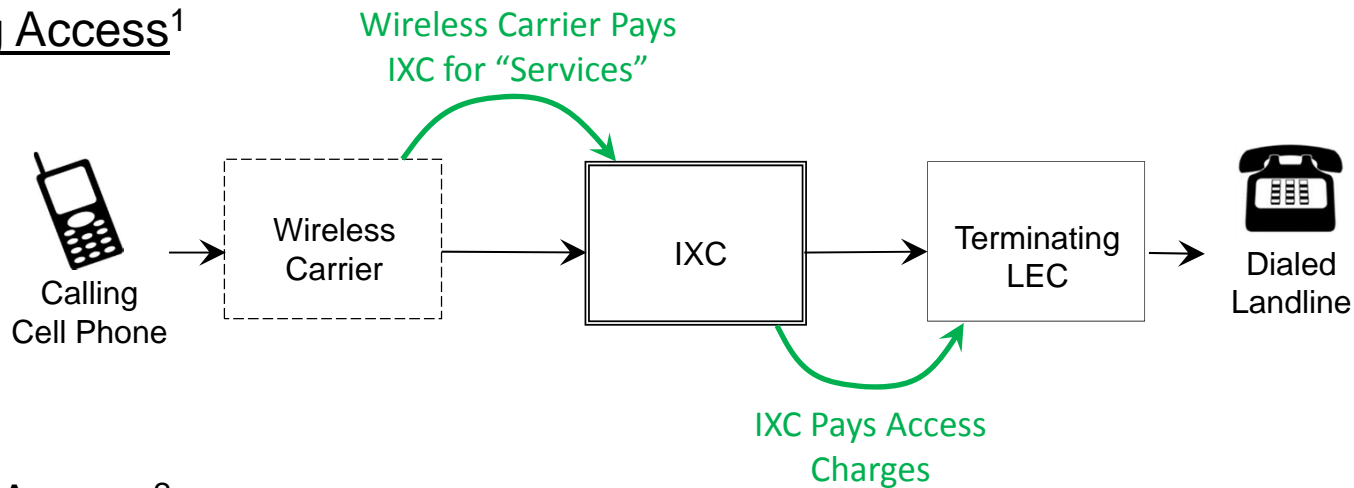 g Access1
Wireless Carrier Pays
IXC for “Services”
Wireless
Carrier
IXC
Terminating
LEC
Calling
Cell Phone
Dialed
Landline
IXC Pays Access
Charges